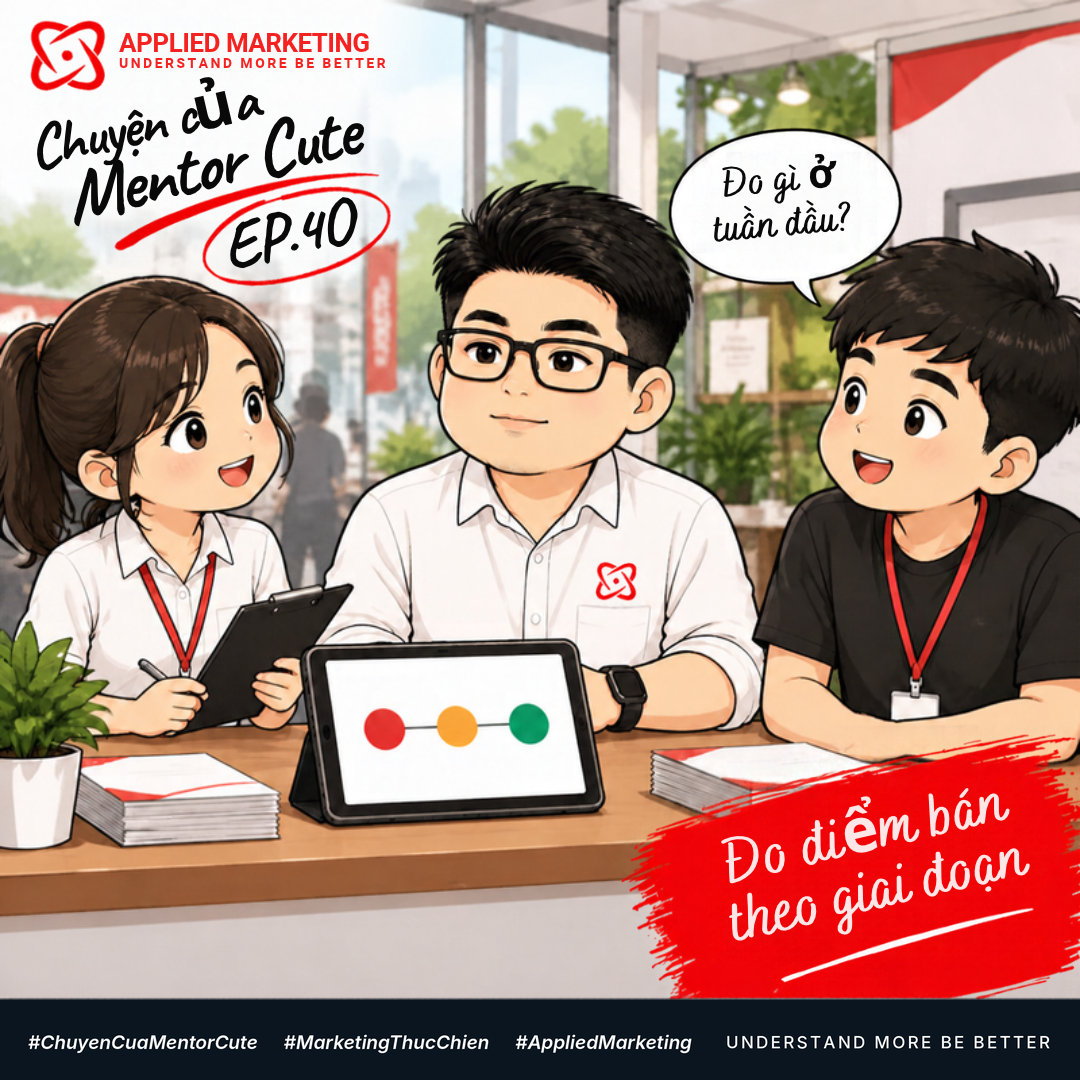 APPLIED MARKETING
UNDERSTAND MORE BE BETTER
Chuyện của
Mentor Cute
EP.40
Đo gì ở
tuần đầu?
Đo điểm bán
theo giai đoạn
#ChuyenCuaMentorCute #MarketingThucChien #AppliedMarketing UNDERSTAND MORE BE BETTER